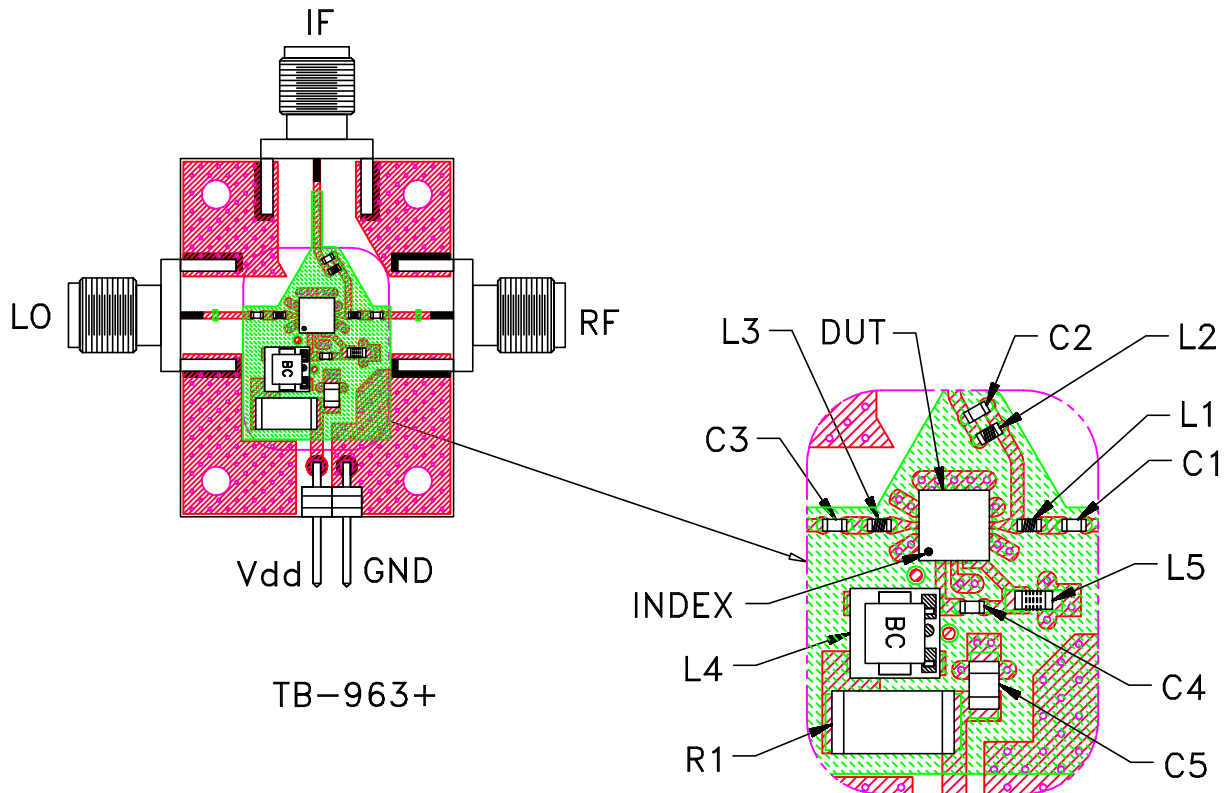 IF
LO
RF
BC
Vdd
GND
TB-963+
L3
DUT
C2
L2
C3
L1
C1
INDEX
L5
BC
L4
C4
R1
C5